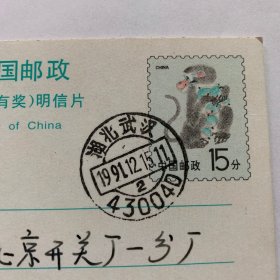 国邮政
有奖)明信片
of China
CHINA
中国邮政 15分
湖北武汉
1991.12.15.11
2
430040
京开关厂一分厂